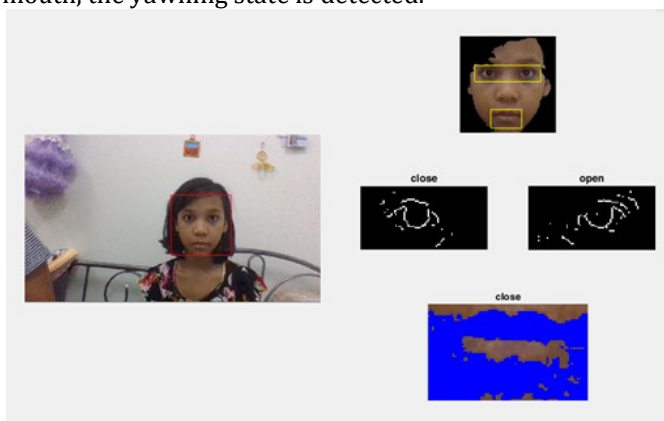 mouth, the yawning state is detected.
close
open
close